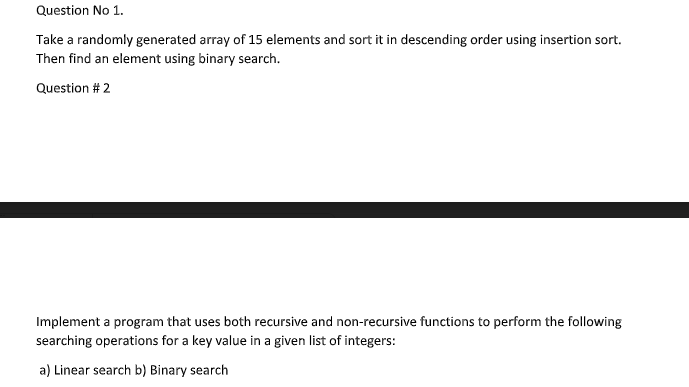 Question No 1.
Take a randomly generated array of 15 elements and sort it in descending order using insertion sort.
Then find an element using binary search.
Question # 2
Implement a program that uses both recursive and non-recursive functions to perform the following
searching operations for a key value in a given list of integers:
a) Linear search b) Binary search